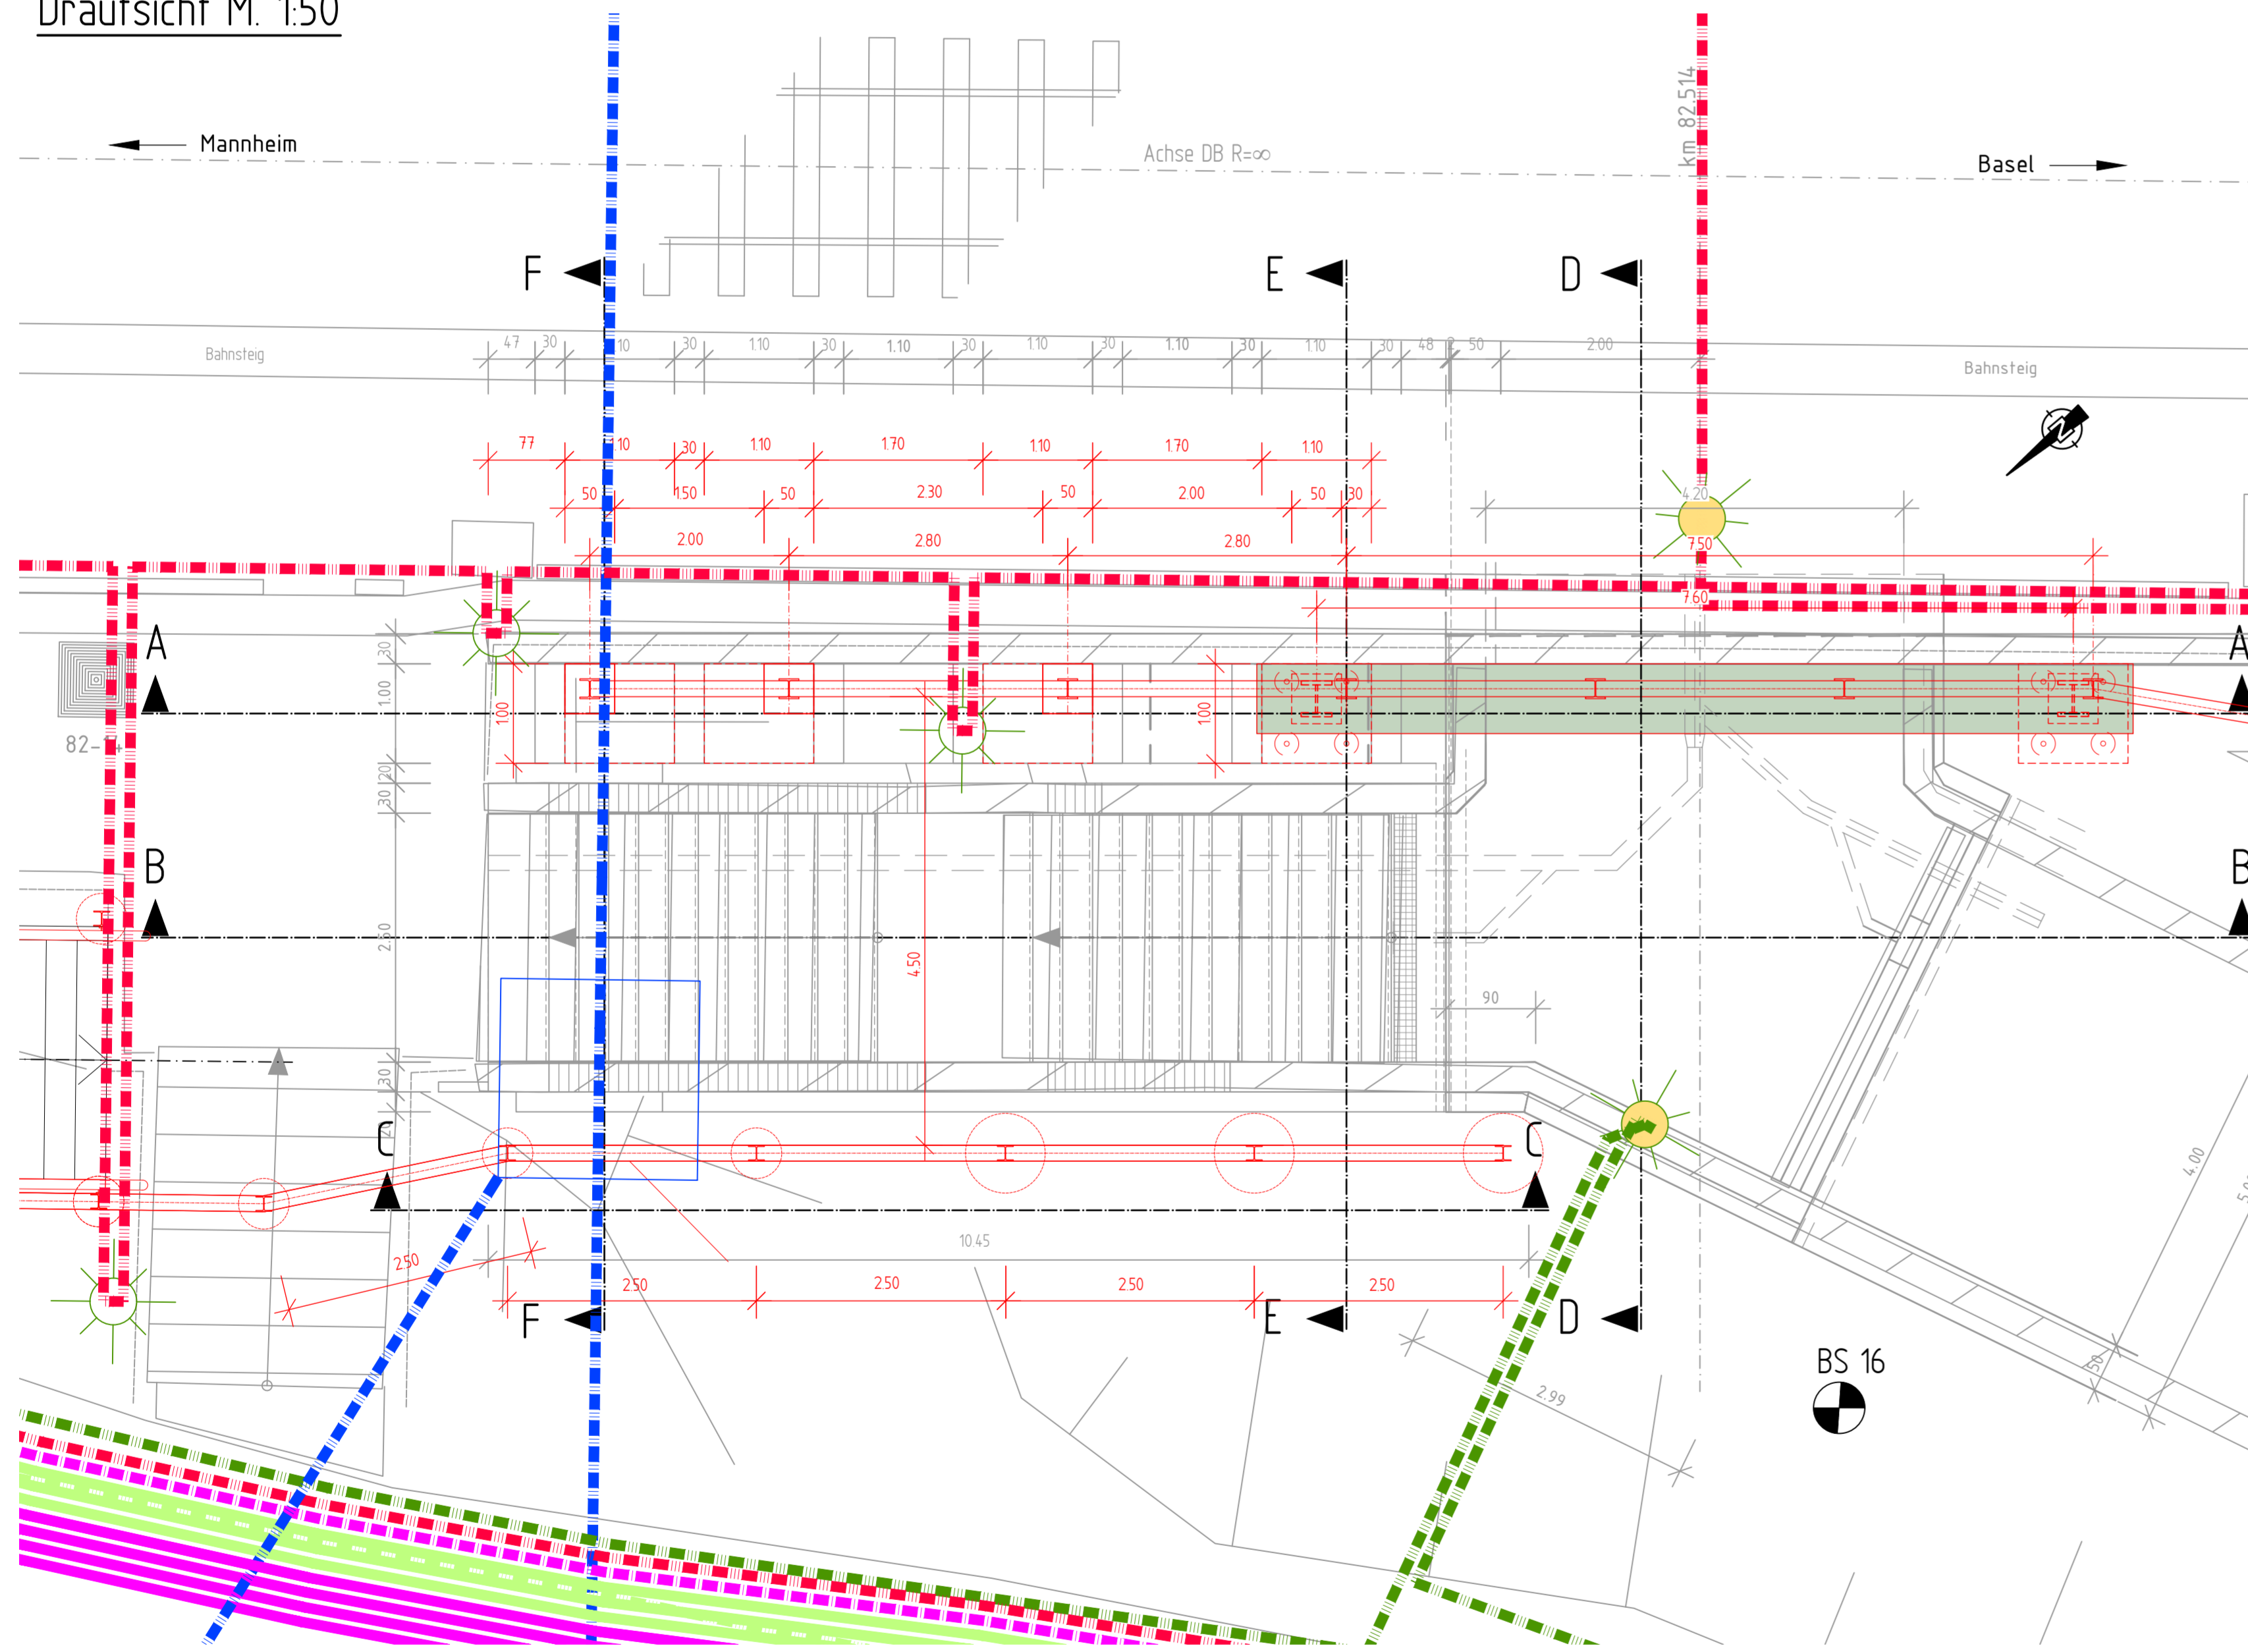 Draufsicht M. 1:50
km 82.514
Mannheim
Achse DB R=∞
Basel
F
E
D
Bahnsteig
47 30 10 30 1.10 30 1.10 30 1.10 30 1.10 30 1.10 30 48 2 50 2.00
Bahnsteig
N
77 1.10 30 1.10 1.70 1.10 1.70 1.10
50 1.50 50 2.30 50 2.00 50 30
4.20
2.00 2.80 2.80 7.50
7.60
A
A
30
1.00
100
100
82-
20
30
B
B
2.50
4.50
90
30
20
C
C
4.00
10.45
250
2.50 2.50 2.50 2.50
F
E
D
BS 16
50
2.99